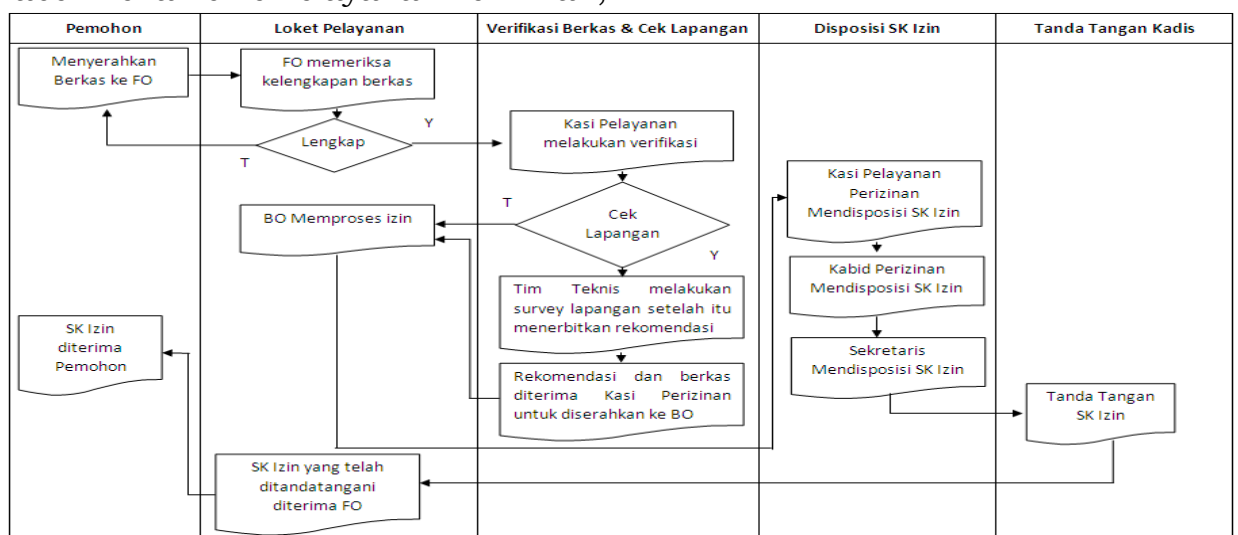 Pemohon
Loket Pelayanan
Verifikasi Berkas & Cek Lapangan
Disposisi SK Izin
Tanda Tangan Kadis
Menyerahkan
Berkas ke FO
FO memeriksa
kelengkapan berkas
Lengkap
Y
T
Kasi Pelayanan
melakukan verifikasi
Cek
Lapangan
T
Y
BO Memproses izin
Tim Teknis melakukan
survey lapangan setelah itu
menerbitkan rekomendasi
Rekomendasi dan berkas
diterima Kasi Perizinan
untuk diserahkan ke BO
Kasi Pelayanan
Perizinan
Mendisposisi SK Izin
Kabid Perizinan
Mendisposisi SK Izin
Sekretaris
Mendisposisi SK Izin
Tanda Tangan
SK Izin
SK Izin yang telah
ditandatangani
diterima FO
SK Izin
diterima
Pemohon